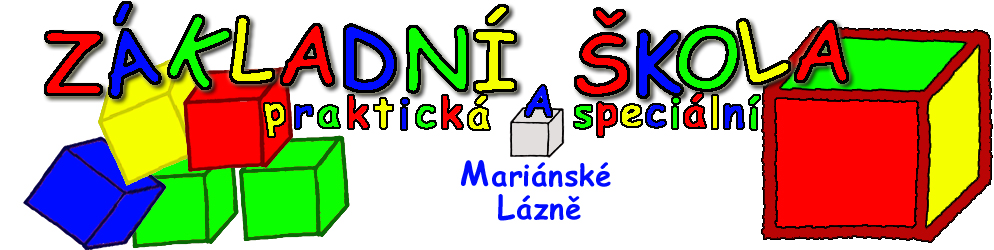 ZÁKLADNÍ ŠKOLA
praktická A speciální
Mariánské
Lázně